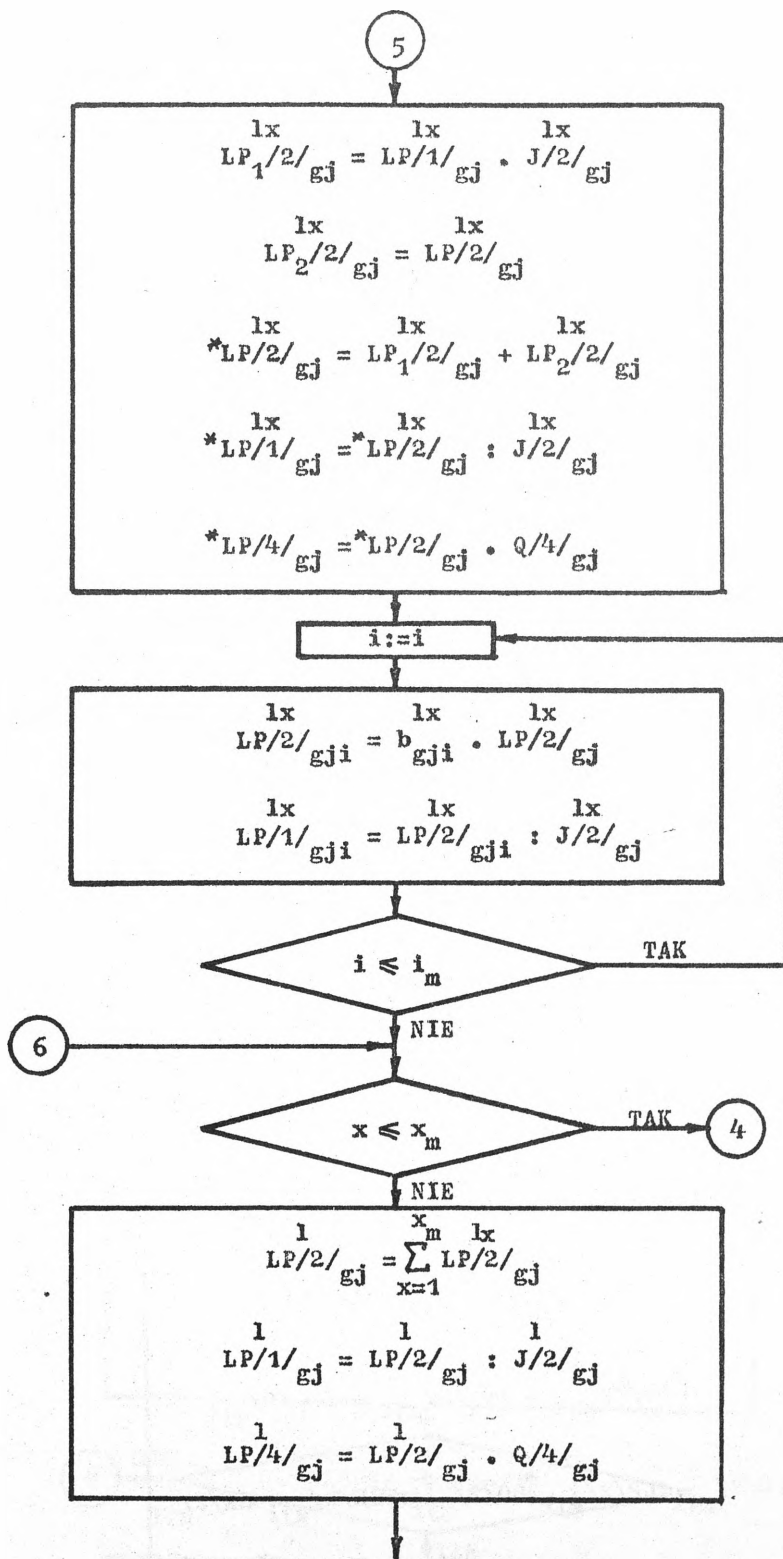 5
lx lx lx
LP₁/2/gj = LP/1/gj . J/2/gj
lx lx
LP₂/2/gj = LP/2/gj
lx lx lx
*LP/2/gj = LP₁/2/gj + LP₂/2/gj
lx lx lx
*LP/1/gj =*LP/2/gj : J/2/gj
*LP/4/gj =*LP/2/gj . Q/4/gj
i:=i
lx lx lx
LP/2/gji = bgji . LP/2/gj
lx lx lx
LP/1/gji = LP/2/gji : J/2/gj
i ≤ im
TAK
NIE
6
x ≤ xm
TAK
4
NIE
l xm lx
LP/2/gj = ∑ LP/2/gj
x=1
l l l
LP/1/gj = LP/2/gj : J/2/gj
l l
LP/4/gj = LP/2/gj . Q/4/gj